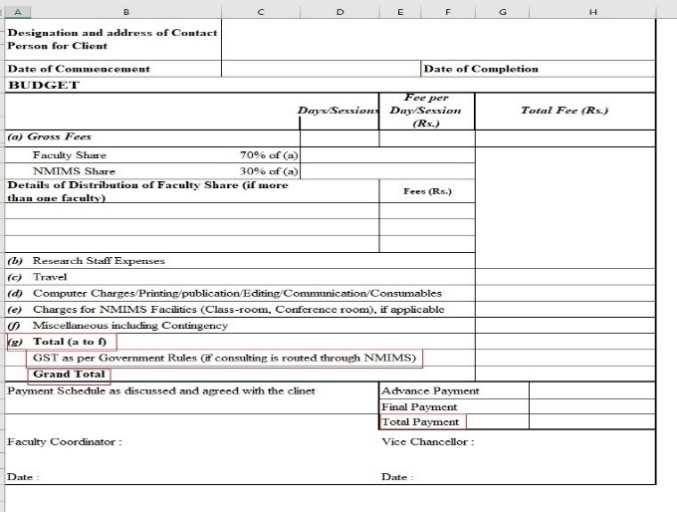 A B C D E F G H
Designation and address of Contact
Person for Client
Date of Commencement Date of Completion
BUDGET
Days/Sessions Fee per Day/Session (Rs.) Total Fee (Rs.)
(a) Gross Fees
Faculty Share 70% of (a)
NMIMS Share 30% of (a)
Details of Distribution of Faculty Share (if more
than one faculty) Fees (Rs.)
(b) Research Staff Expenses
(c) Travel
(d) Computer Charges/Printing/publication/Editing/Communication/Consumables
(e) Charges for NMIMS Facilities (Class-room, Conference room), if applicable
(f) Miscellaneous including Contingency
(g) Total (a to f)
GST as per Government Rules (if consulting is routed through NMIMS)
Grand Total
Payment Schedule as discussed and agreed with the clinet Advance Payment
Final Payment
Total Payment
Faculty Coordinator : Vice Chancellor :
Date : Date :